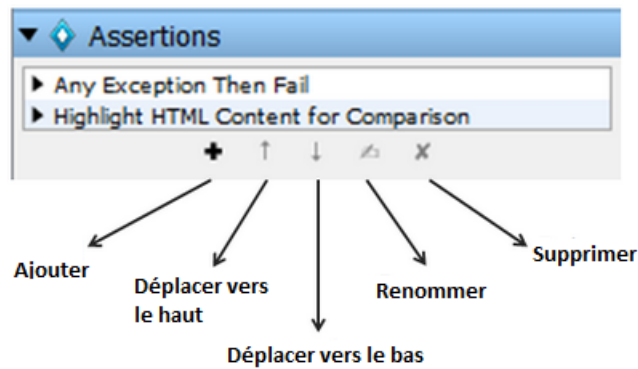 Assertions
Any Exception Then Fail
Highlight HTML Content for Comparison
Ajouter
Déplacer vers
le haut
Déplacer vers le bas
Renommer
Supprimer